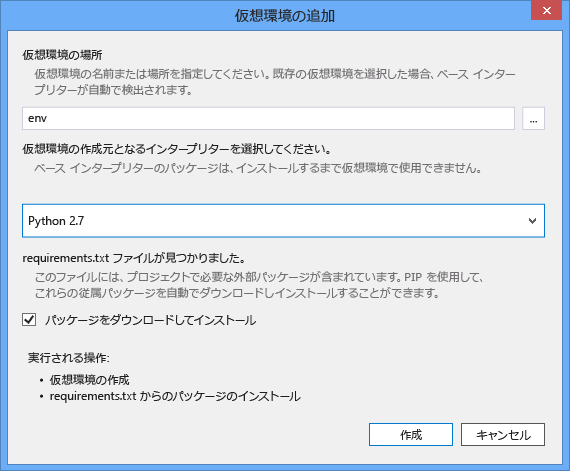 仮想環境の追加
仮想環境の場所
仮想環境の名前または場所を指定してください。既存の仮想環境を選択した場合、ベース インター
プリターが自動で検出されます。
env
...
仮想環境の作成元となるインタープリターを選択してください。
ベース インタープリターのパッケージは、インストールするまで仮想環境で使用できません。
Python 2.7
requirements.txt ファイルが見つかりました。
このファイルには、プロジェクトで必要な外部パッケージが含まれています。PIP を使用して、
これらの従属パッケージを自動でダウンロードしインストールすることができます。
パッケージをダウンロードしてインストール
実行される操作:
• 仮想環境の作成
• requirements.txt からのパッケージのインストール
作成
キャンセル